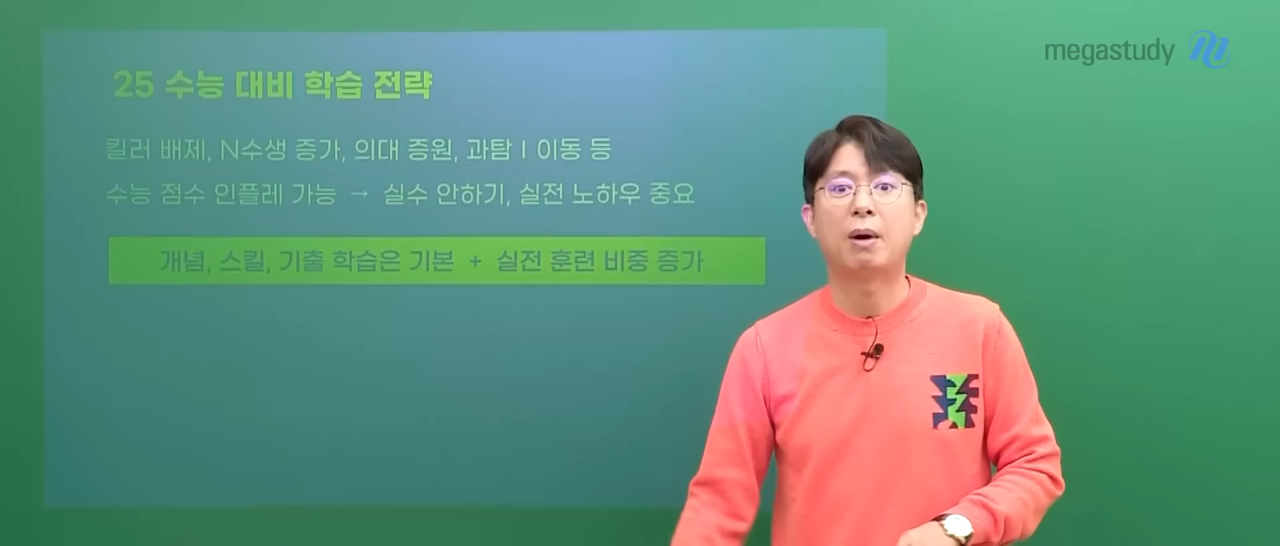 25 수능 대비 학습 전략
킬러 배제, N수생 증가, 의대 증원, 과탐 I 이동 등
수능 점수 인플레 가능 → 실수 안하기, 실전 노하우 중요
개념, 스킬, 기출 학습은 기본 + 실전 훈련 비중 증가
megastudy